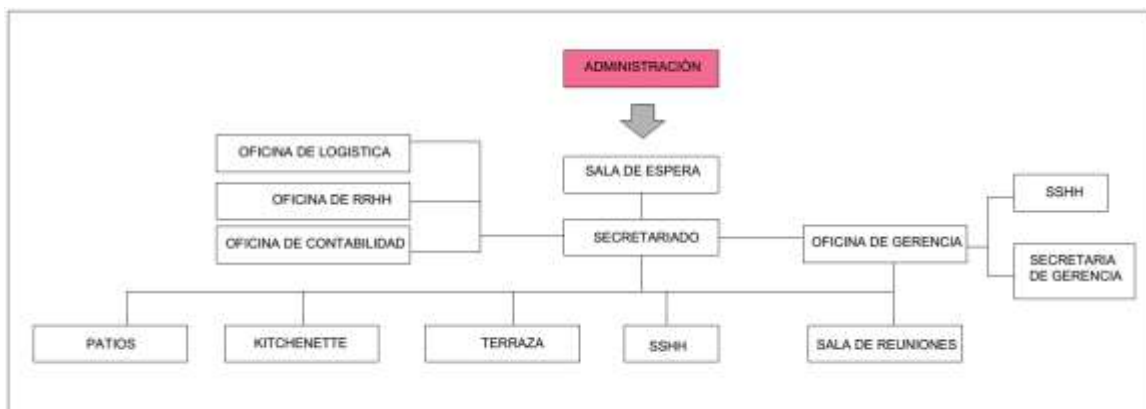 ADMINISTRACIÓN
OFICINA DE LOGISTICA
SALA DE ESPERA
OFICINA DE RRHH
SSHH
OFICINA DE CONTABILIDAD
SECRETARIADO
OFICINA DE GERENCIA
SECRETARIA
DE GERENCIA
PATIOS
KITCHENETTE
TERRAZA
SSHH
SALA DE REUNIONES